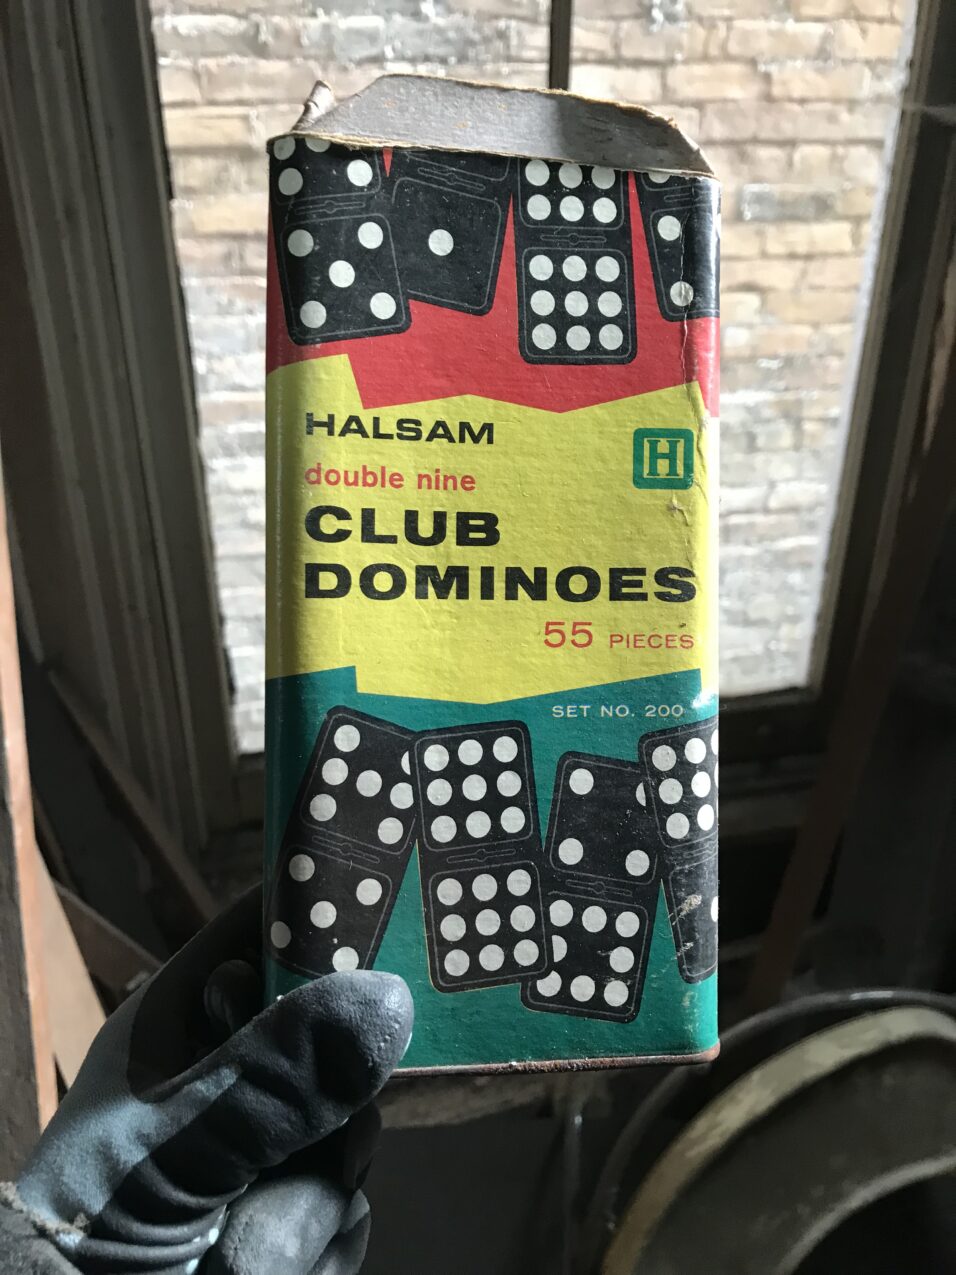 HALSAM
H
double nine
CLUB
DOMINOES
55 PIECES
SET NO. 200